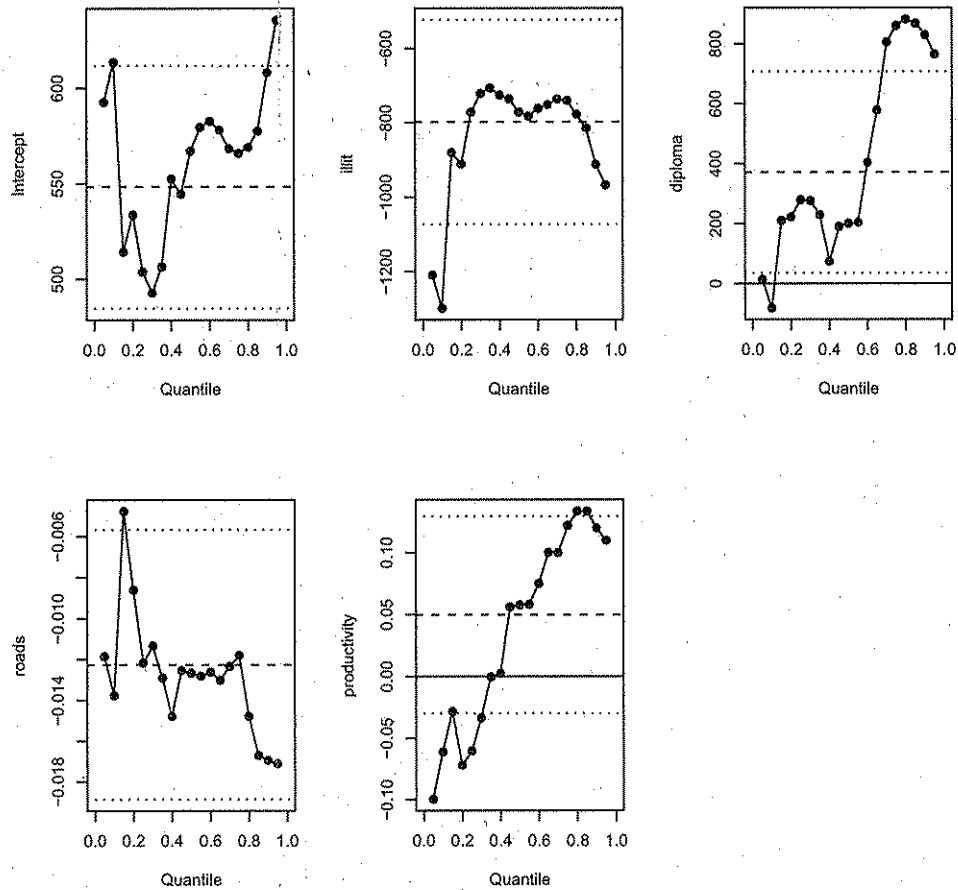 Intercept
500 550 600
0.0 0.2 0.4 0.6 0.8 1.0
Quantile
illit
−1200 −1000 −800 −600
0.0 0.2 0.4 0.6 0.8 1.0
Quantile
diploma
0 200 400 600 800
0.0 0.2 0.4 0.6 0.8 1.0
Quantile
roads
−0.018 −0.014 −0.010 −0.006
0.0 0.2 0.4 0.6 0.8 1.0
Quantile
productivity
−0.10 −0.05 0.00 0.05 0.10
0.0 0.2 0.4 0.6 0.8 1.0
Quantile